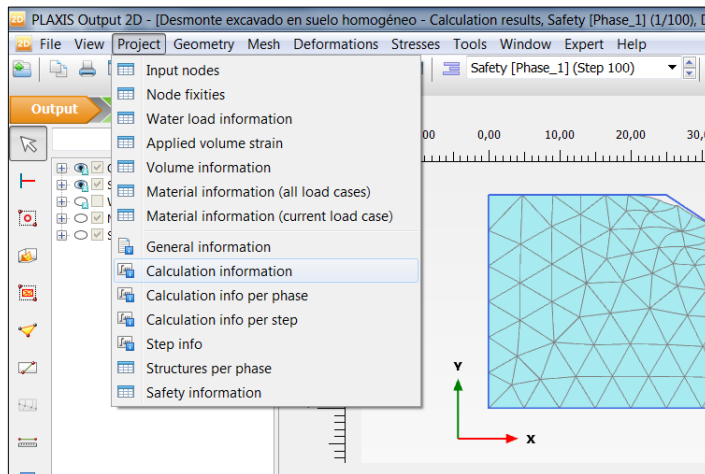 PLAXIS Output 2D - [Desmonte excavado en suelo homogéneo - Calculation results, Safety [Phase_1] (1/100),
File View Project Geometry Mesh Deformations Stresses Tools Window Expert Help
Safety [Phase_1] (Step 100)
Output
Input nodes
Node fixities
Water load information
Applied volume strain
Volume information
Material information (all load cases)
Material information (current load case)
General information
Calculation information
Calculation info per phase
Calculation info per step
Step info
Structures per phase
Safety information
00 0,00 10,00 20,00 30,
Y
X